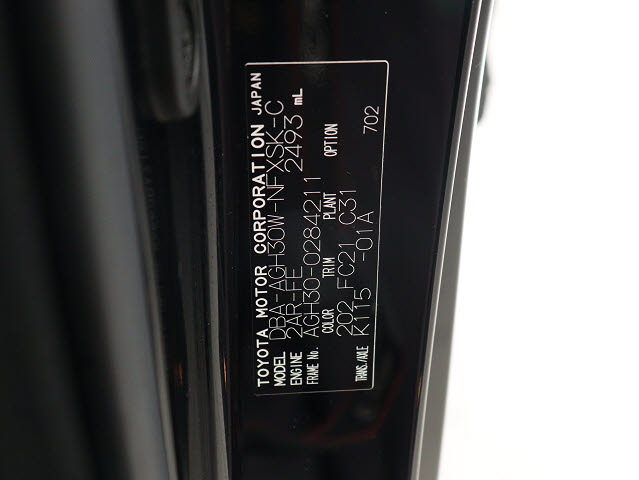 TOYOTA MOTOR CORPORATION JAPAN
MODEL DBA-AGH30W-NFXSK-C
ENGINE 2AR-FE 2493 mL
FRAME No. AGH30-0284211
COLOR TRIM PLANT OPTION
202 FC21 C31
TRANS./AXLE K115 -01A 702